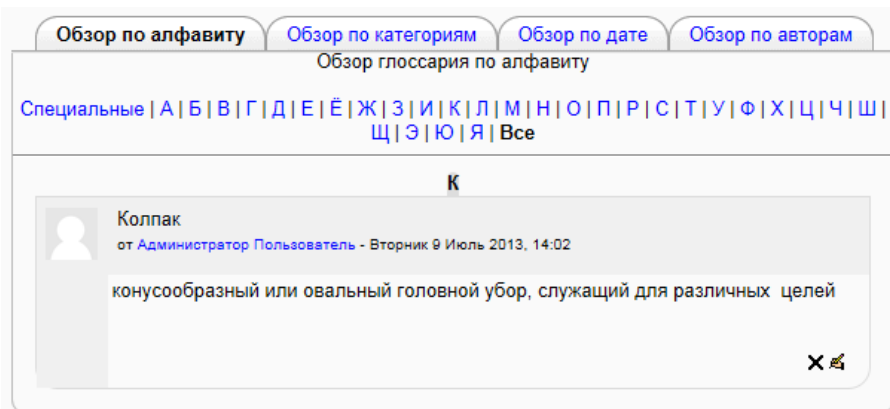 Обзор по алфавиту Обзор по категориям Обзор по дате Обзор по авторам
Обзор глоссария по алфавиту
Специальные | А | Б | В | Г | Д | Е | Ё | Ж | З | И | К | Л | М | Н | О | П | Р | С | Т | У | Ф | Х | Ц | Ч | Ш |
Щ | Э | Ю | Я | Все
К
Колпак
от Администратор Пользователь - Вторник 9 Июль 2013, 14:02
конусообразный или овальный головной убор, служащий для различных целей